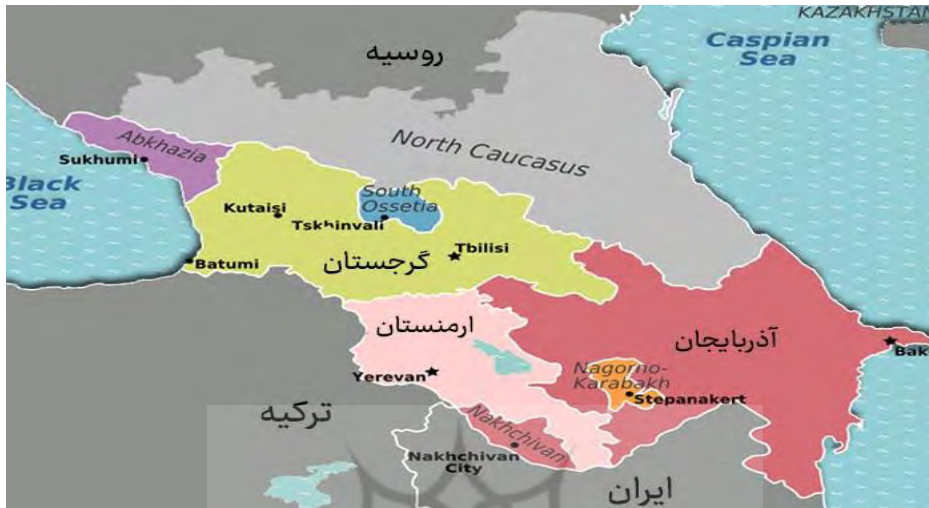 KAZAKHSTAN
روسیه
Caspian
Sea
North Caucasus
Abkhazia
Sukhumi
Black
Sea
South
Ossetia
Kutaisi
Tskhinvali
Tbilisi
گرجستان
Batumi
ارمنستان
آذربایجان
Bak
Nagorno-
Karabakh
Yerevan
Stepanakert
ترکیه
Nakhchivan
Nakhchivan
City
ایران